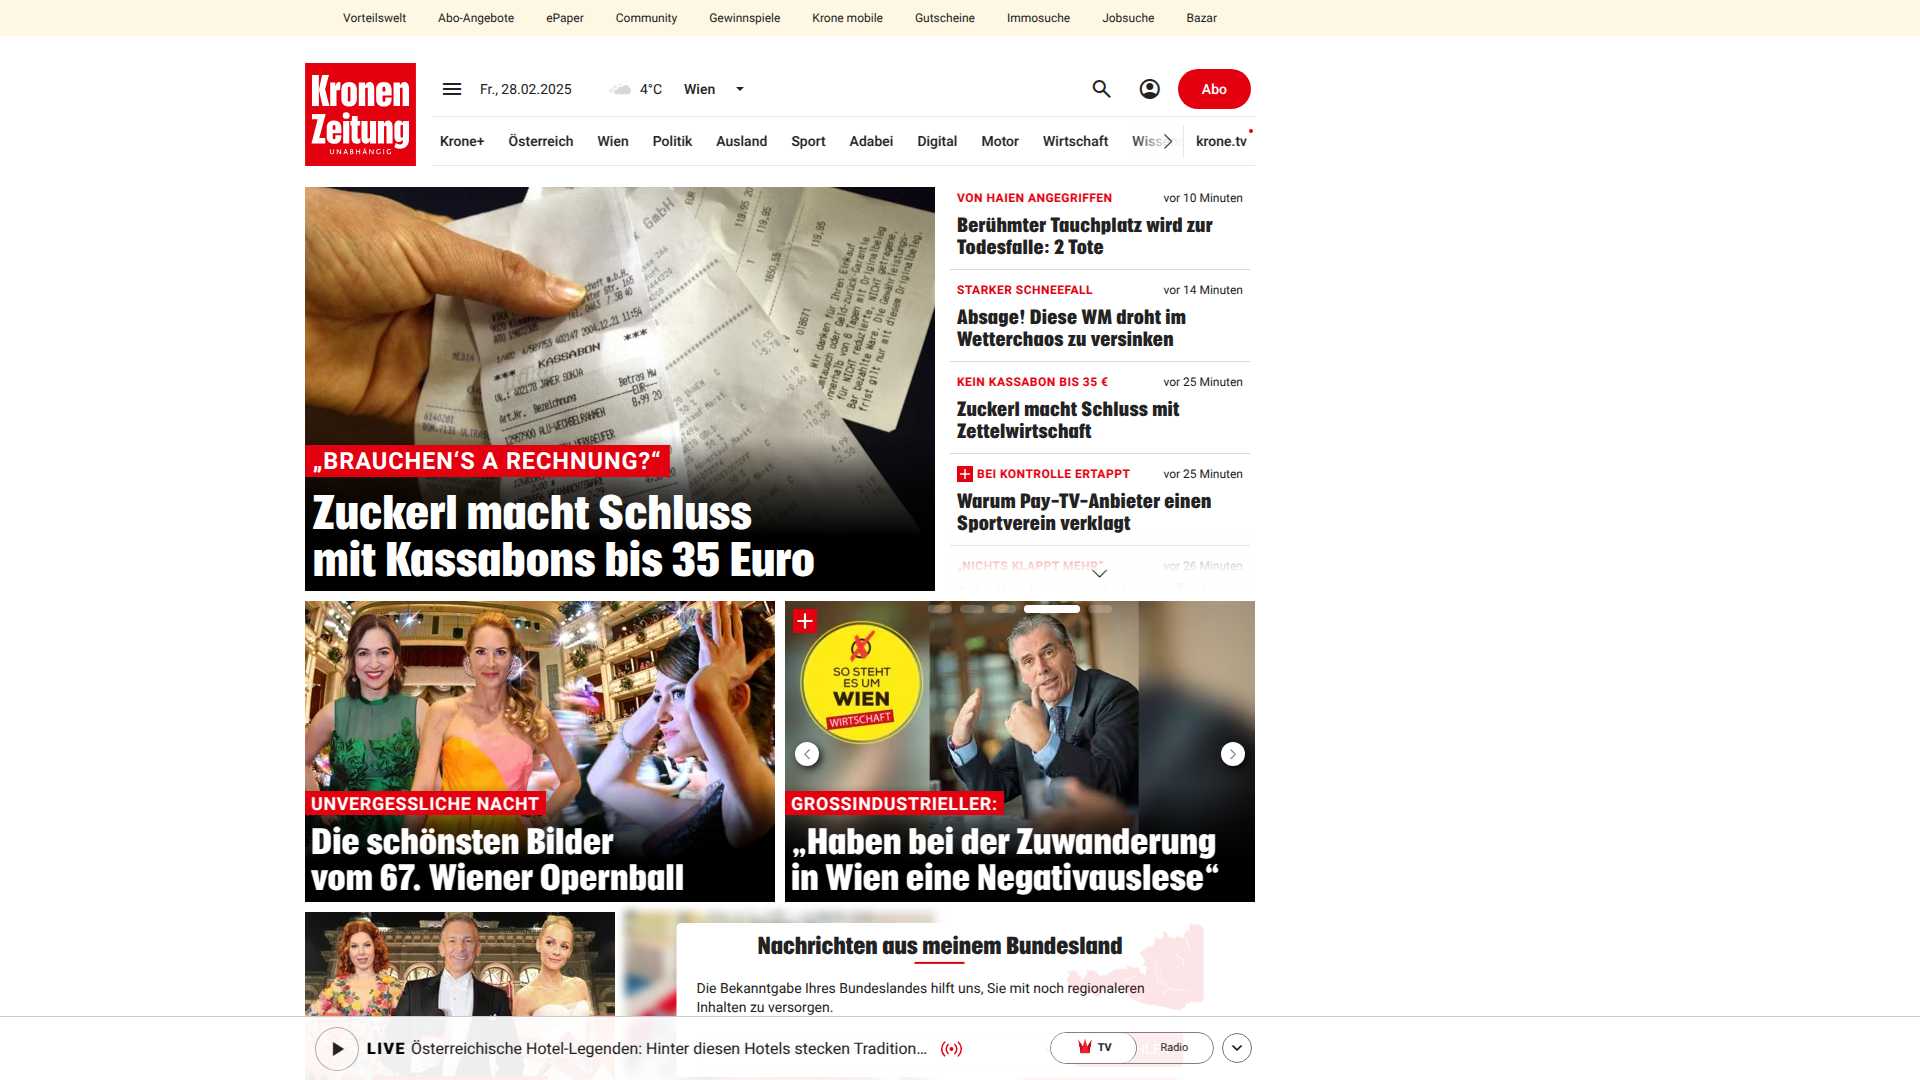 Vorteilswelt Abo-Angebote ePaper Community Gewinnspiele Krone mobile Gutscheine Immosuche Jobsuche Bazar
Kronen
Zeitung
UNABHÄNGIG
Fr., 28.02.2025 4°C Wien Abo
Krone+ Österreich Wien Politik Ausland Sport Adabei Digital Motor Wirtschaft krone.tv
KASSABON
„BRAUCHEN‘S A RECHNUNG?“
Zuckerl macht Schluss
mit Kassabons bis 35 Euro
VON HAIEN ANGEGRIFFEN vor 10 Minuten
Berühmter Tauchplatz wird zur
Todesfalle: 2 Tote
STARKER SCHNEEFALL vor 14 Minuten
Absage! Diese WM droht im
Wetterchaos zu versinken
KEIN KASSABON BIS 35 € vor 25 Minuten
Zuckerl macht Schluss mit
Zettelwirtschaft
BEI KONTROLLE ERTAPPT vor 25 Minuten
Warum Pay-TV-Anbieter einen
Sportverein verklagt
„NICHTS KLAPPT MEHR“ vor 26 Minuten
UNVERGESSLICHE NACHT
Die schönsten Bilder
vom 67. Wiener Opernball
SO STEHT
ES UM
WIEN
WIRTSCHAFT
GROSSINDUSTRIELLER:
„Haben bei der Zuwanderung
in Wien eine Negativauslese“
Nachrichten aus meinem Bundesland
Die Bekanntgabe Ihres Bundeslandes hilft uns, Sie mit noch regionaleren
Inhalten zu versorgen.
LIVE Österreichische Hotel-Legenden: Hinter diesen Hotels stecken Tradition... TV Radio